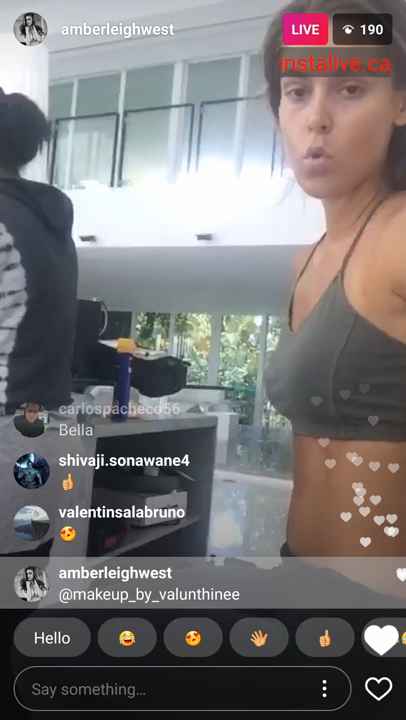 amberleighwest
LIVE 190
instalive.ca
carlospacheco56
Bella
shivaji.sonawane4
👍🏼
valentinsalabruno
😍
amberleighwest
@makeup_by_valunthinee
Hello 😂 😍 👋🏼 👍🏼
Say something...